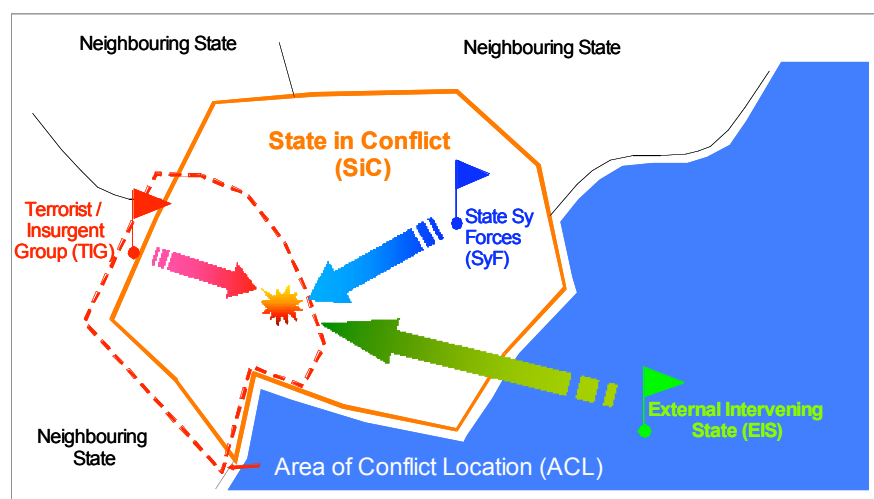 Neighbouring State
Neighbouring State
State in Conflict
(SiC)
Terrorist /
Insurgent
Group (TIG)
State Sy
Forces
(SyF)
External Intervening
State (EIS)
Neighbouring
State
Area of Conflict Location (ACL)